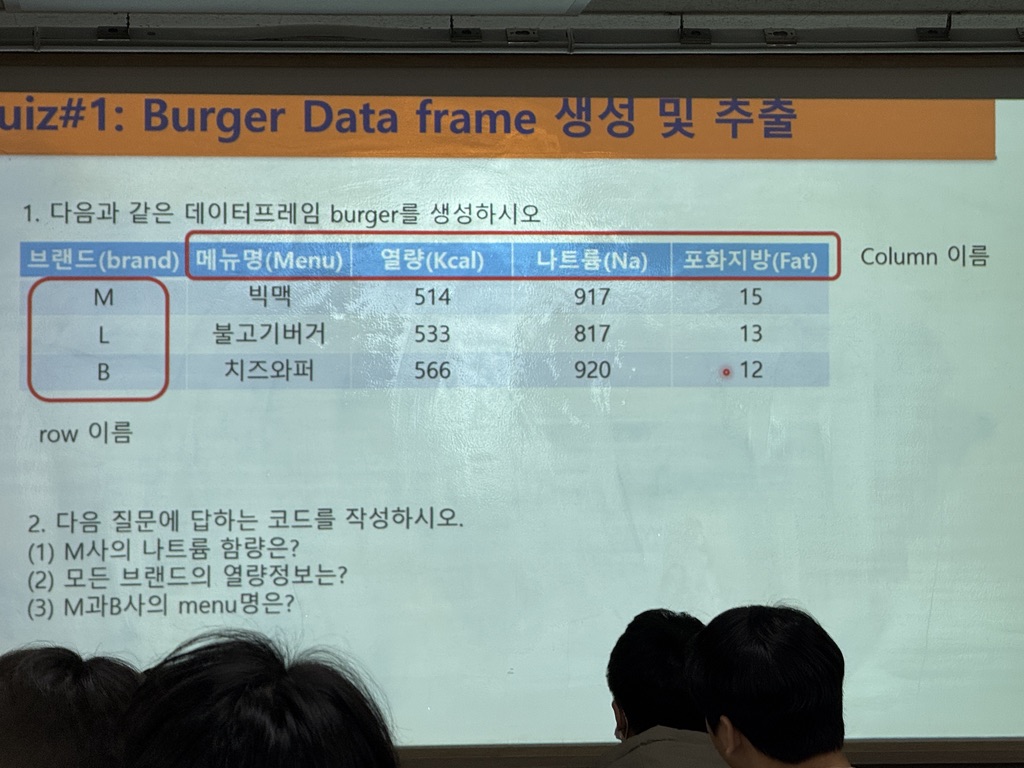 uiz#1: Burger Data frame 생성 및 추출
1. 다음과 같은 데이터프레임 burger를 생성하시오
브랜드(brand) 메뉴명(Menu) 열량(Kcal) 나트륨(Na) 포화지방(Fat) Column 이름
M 빅맥 514 917 15
L 불고기버거 533 817 13
B 치즈와퍼 566 920 12
row 이름
2. 다음 질문에 답하는 코드를 작성하시오.
(1) M사의 나트륨 함량은?
(2) 모든 브랜드의 열량정보는?
(3) M과B사의 menu명은?